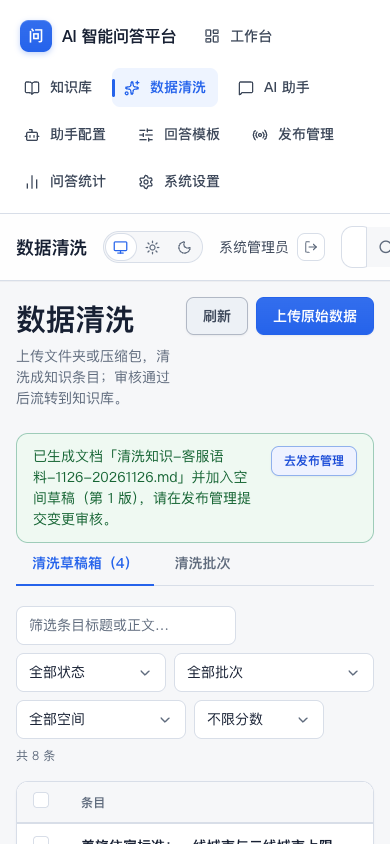 问 AI 智能问答平台 工作台
知识库 数据清洗 AI 助手
助手配置 回答模板 发布管理
问答统计 系统设置
数据清洗 系统管理员
数据清洗 刷新 上传原始数据
上传文件夹或压缩包，清
洗成知识条目；审核通过
后流转到知识库。
已生成文档「清洗知识-客服语
料-1126-20261126.md」并加入空
间草稿（第 1 版），请在发布管理提
交变更审核。
去发布管理
清洗草稿箱（4） 清洗批次
筛选条目标题或正文...
全部状态 全部批次
全部空间 不限分数
共 8 条
条目